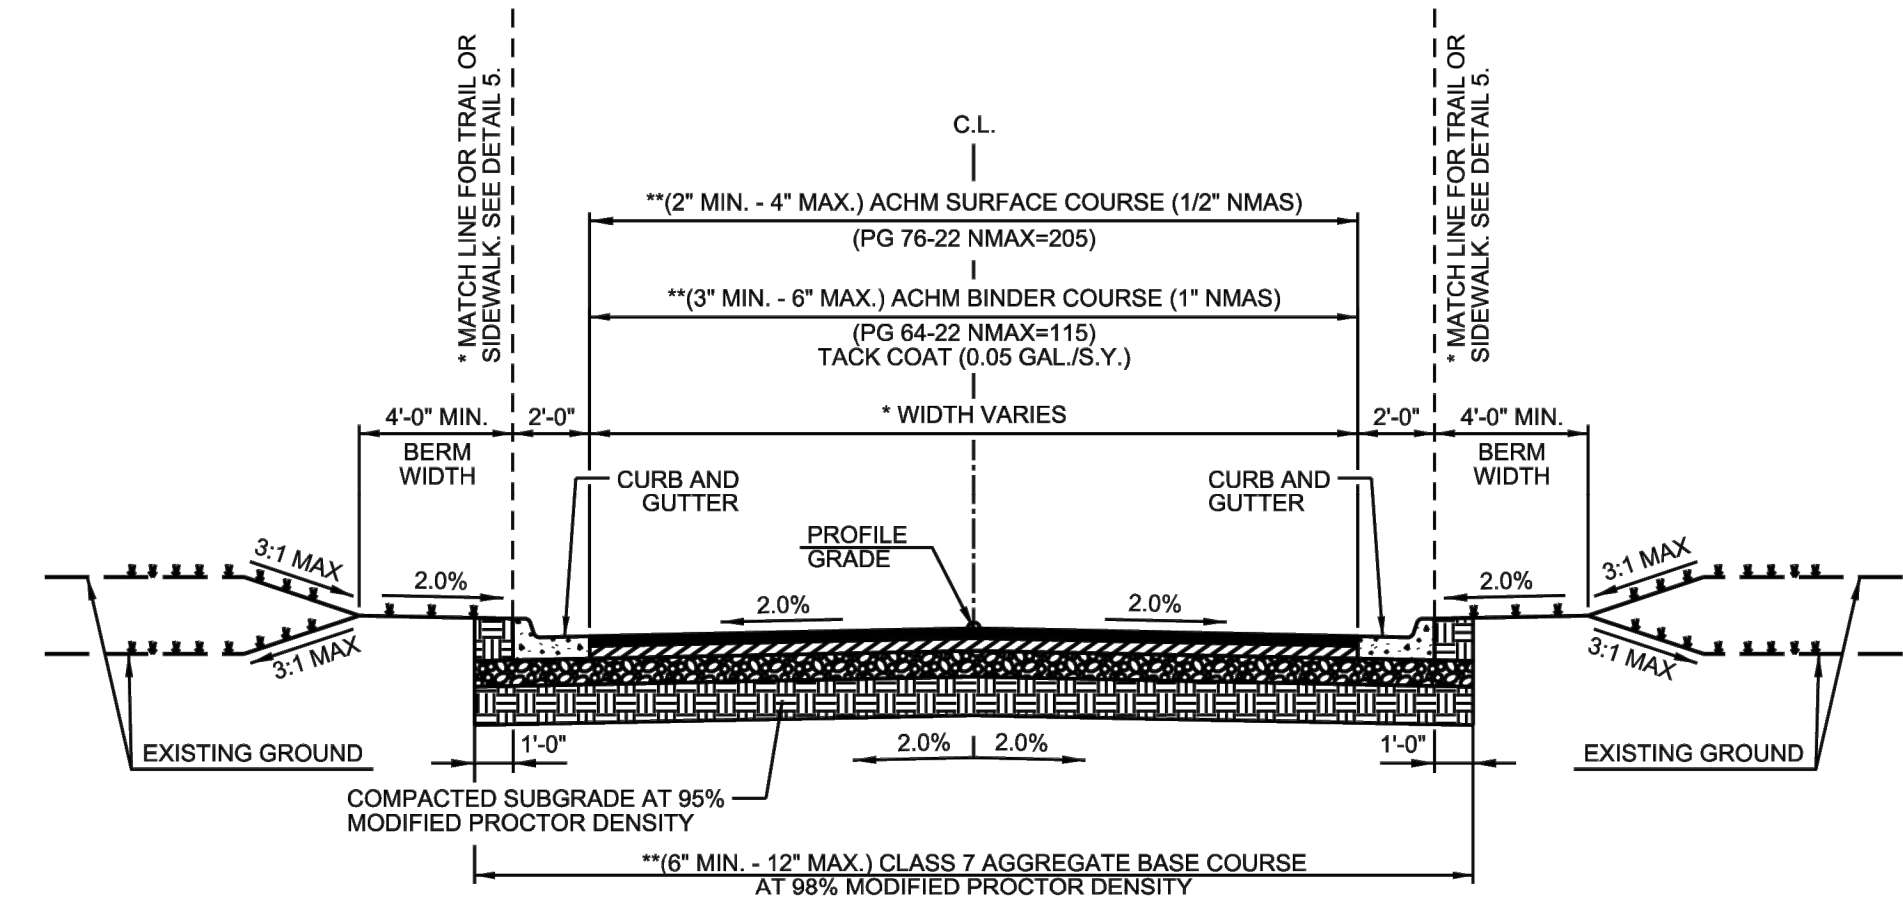 * MATCH LINE FOR TRAIL OR
SIDEWALK. SEE DETAIL 5.
* MATCH LINE FOR TRAIL OR
SIDEWALK. SEE DETAIL 5.
C.L.
**(2" MIN. - 4" MAX.) ACHM SURFACE COURSE (1/2" NMAS)
(PG 76-22 NMAX=205)
**(3" MIN. - 6" MAX.) ACHM BINDER COURSE (1" NMAS)
(PG 64-22 NMAX=115)
TACK COAT (0.05 GAL./S.Y.)
4'-0" MIN.
2'-0"
* WIDTH VARIES
2'-0"
4'-0" MIN.
BERM
WIDTH
BERM
WIDTH
CURB AND
GUTTER
CURB AND
GUTTER
PROFILE
GRADE
3:1 MAX
2.0%
2.0%
2.0%
2.0%
3:1 MAX
3:1 MAX
3:1 MAX
EXISTING GROUND
1'-0"
2.0%
2.0%
1'-0"
EXISTING GROUND
COMPACTED SUBGRADE AT 95%
MODIFIED PROCTOR DENSITY
**(6" MIN. - 12" MAX.) CLASS 7 AGGREGATE BASE COURSE
AT 98% MODIFIED PROCTOR DENSITY